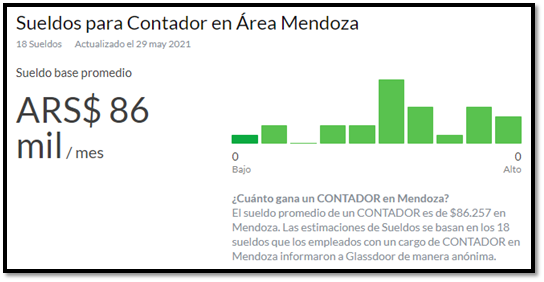 Sueldos para Contador en Área Mendoza
18 Sueldos Actualizado el 29 may 2021
Sueldo base promedio
ARS$ 86
mil / mes
0 0
Bajo Alto
¿Cuánto gana un CONTADOR en Mendoza?
El sueldo promedio de un CONTADOR es de $86.257 en
Mendoza. Las estimaciones de Sueldos se basan en los 18
sueldos que los empleados con un cargo de CONTADOR en
Mendoza informaron a Glassdoor de manera anónima.